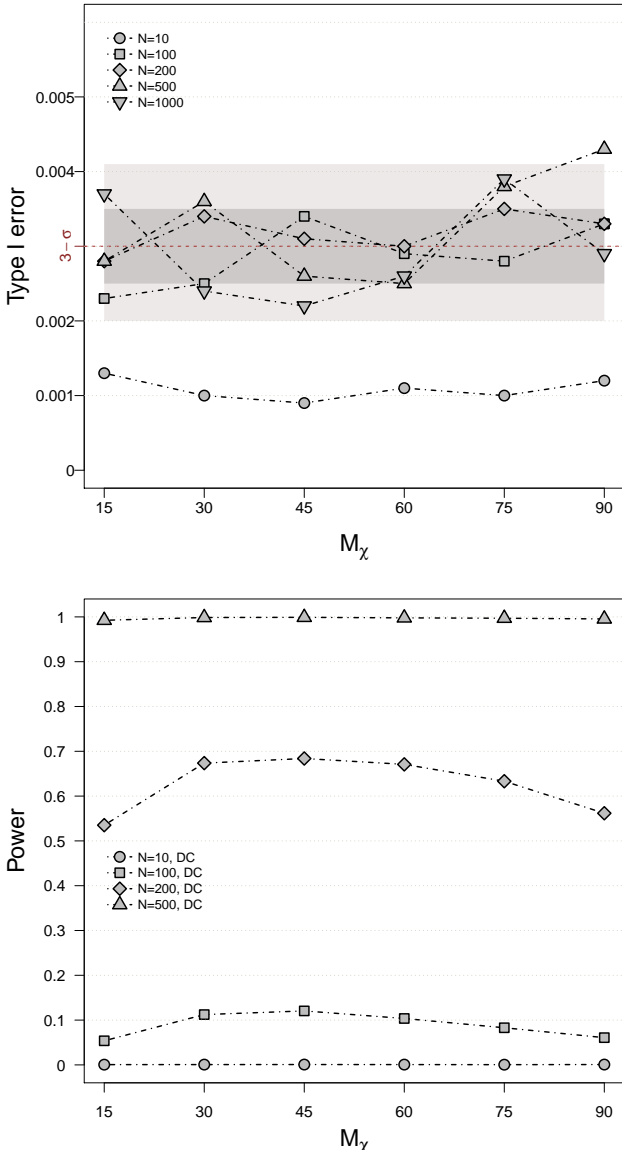 N=10
N=100
N=200
N=500
N=1000
0.005
0.004
3−σ
0.002
0.001
0
Type I error
15 30 45 60 75 90
Mχ
1
0.9
0.8
0.7
0.6
0.5
0.4
0.3
0.2
0.1
0
Power
N=10, DC
N=100, DC
N=200, DC
N=500, DC
15 30 45 60 75 90
Mχ